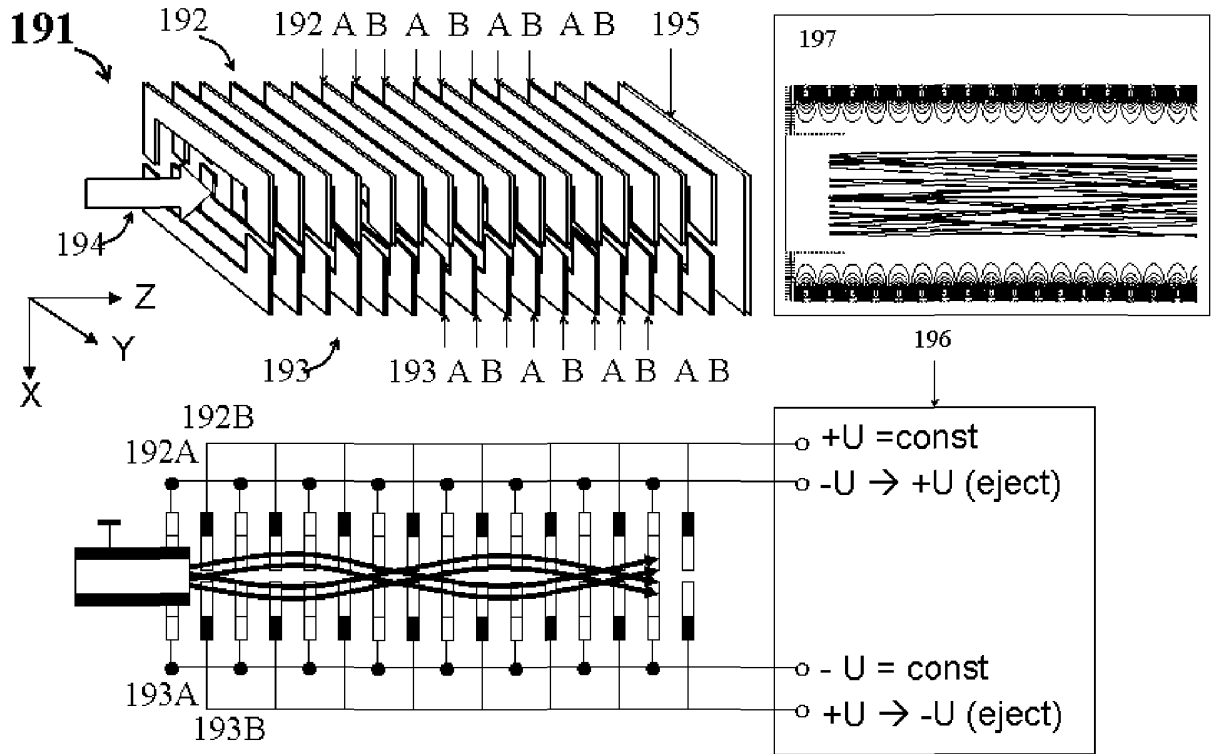 191
192
192 A B A B A B A B
195
197
194
Z
Y
X
193
193 A B A B A B A B
196
192B
192A
+U =const
-U → +U (eject)
- U = const
+U → -U (eject)
193A
193B